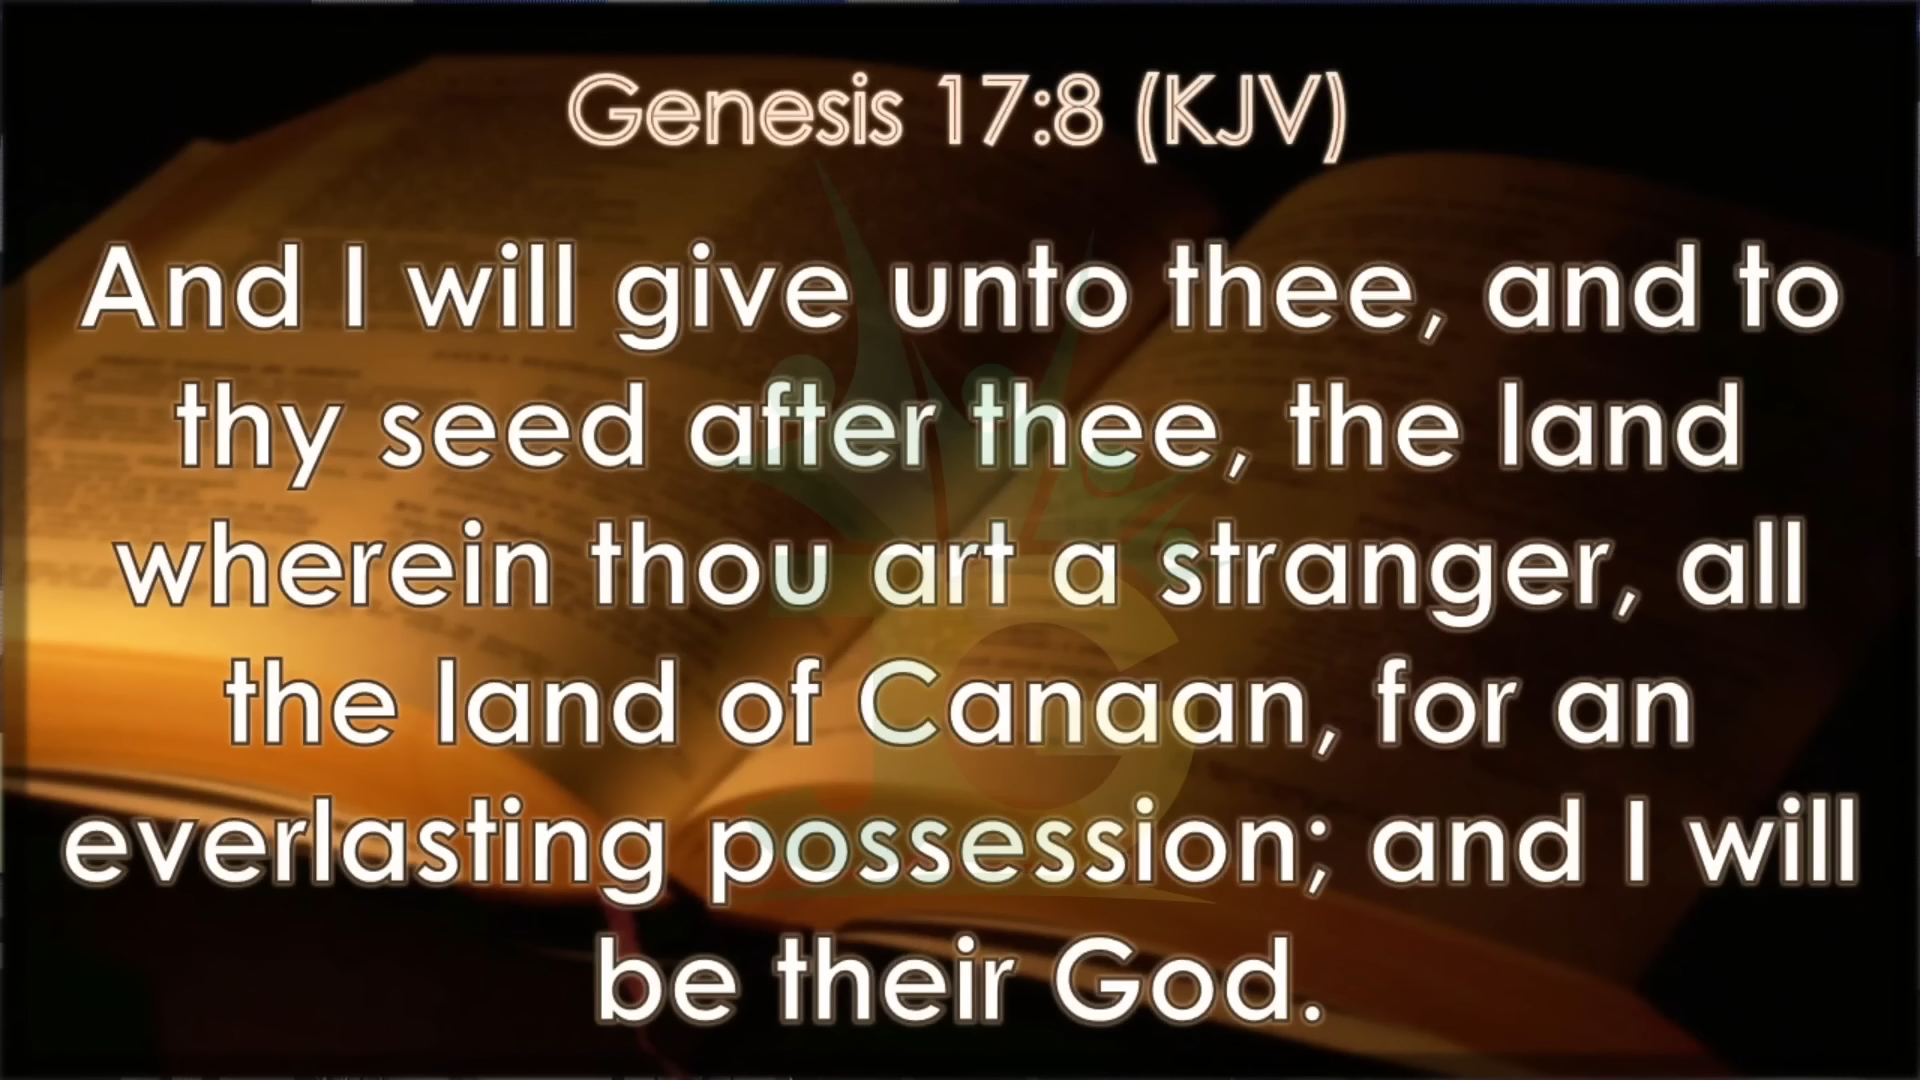 Genesis 17:8 (KJV)
And I will give unto thee, and to
thy seed after thee, the land
wherein thou art a stranger, all
the land of Canaan, for an
everlasting possession; and I will
be their God.